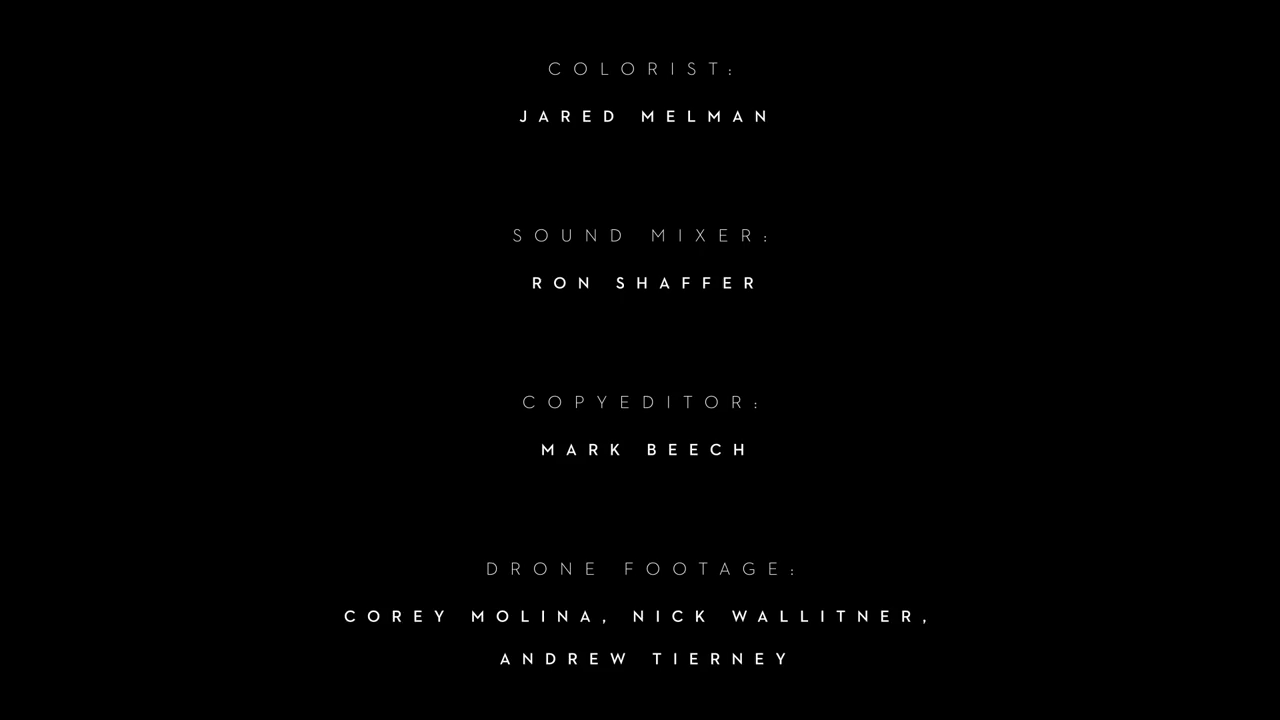 COLORIST:
JARED MELMAN
SOUND MIXER:
RON SHAFFER
COPYEDITOR:
MARK BEECH
DRONE FOOTAGE:
COREY MOLINA, NICK WALLITNER,
ANDREW TIERNEY